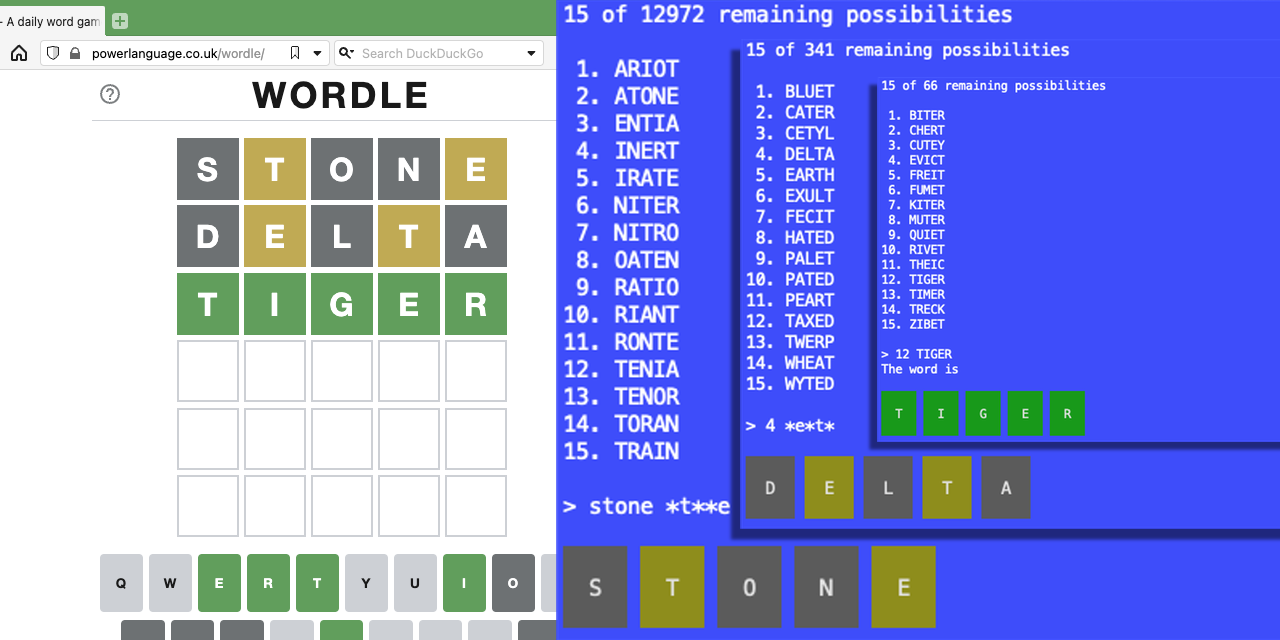 - A daily word gam
powerlanguage.co.uk/wordle/
Search DuckDuckGo
?
WORDLE
S T O N E
D E L T A
T I G E R
Q W E R T Y U I O
15 of 12972 remaining possibilities
1. ARIOT
2. ATONE
3. ENTIA
4. INERT
5. IRATE
6. NITER
7. NITRO
8. OATEN
9. RATIO
10. RIANT
11. RONTE
12. TENIA
13. TENOR
14. TORAN
15. TRAIN
> stone *t**e
S T O N E
15 of 341 remaining possibilities
1. BLUET
2. CATER
3. CETYL
4. DELTA
5. EARTH
6. EXULT
7. FECIT
8. HATED
9. PALET
10. PATED
11. PEART
12. TAXED
13. TWERP
14. WHEAT
15. WYTED
> 4 *e*t*
D E L T A
15 of 66 remaining possibilities
1. BITER
2. CHERT
3. CUTEY
4. EVICT
5. FREIT
6. FUMET
7. KITER
8. MUTER
9. QUIET
10. RIVET
11. THEIC
12. TIGER
13. TIMER
14. TRECK
15. ZIBET
> 12 TIGER
The word is
T I G E R